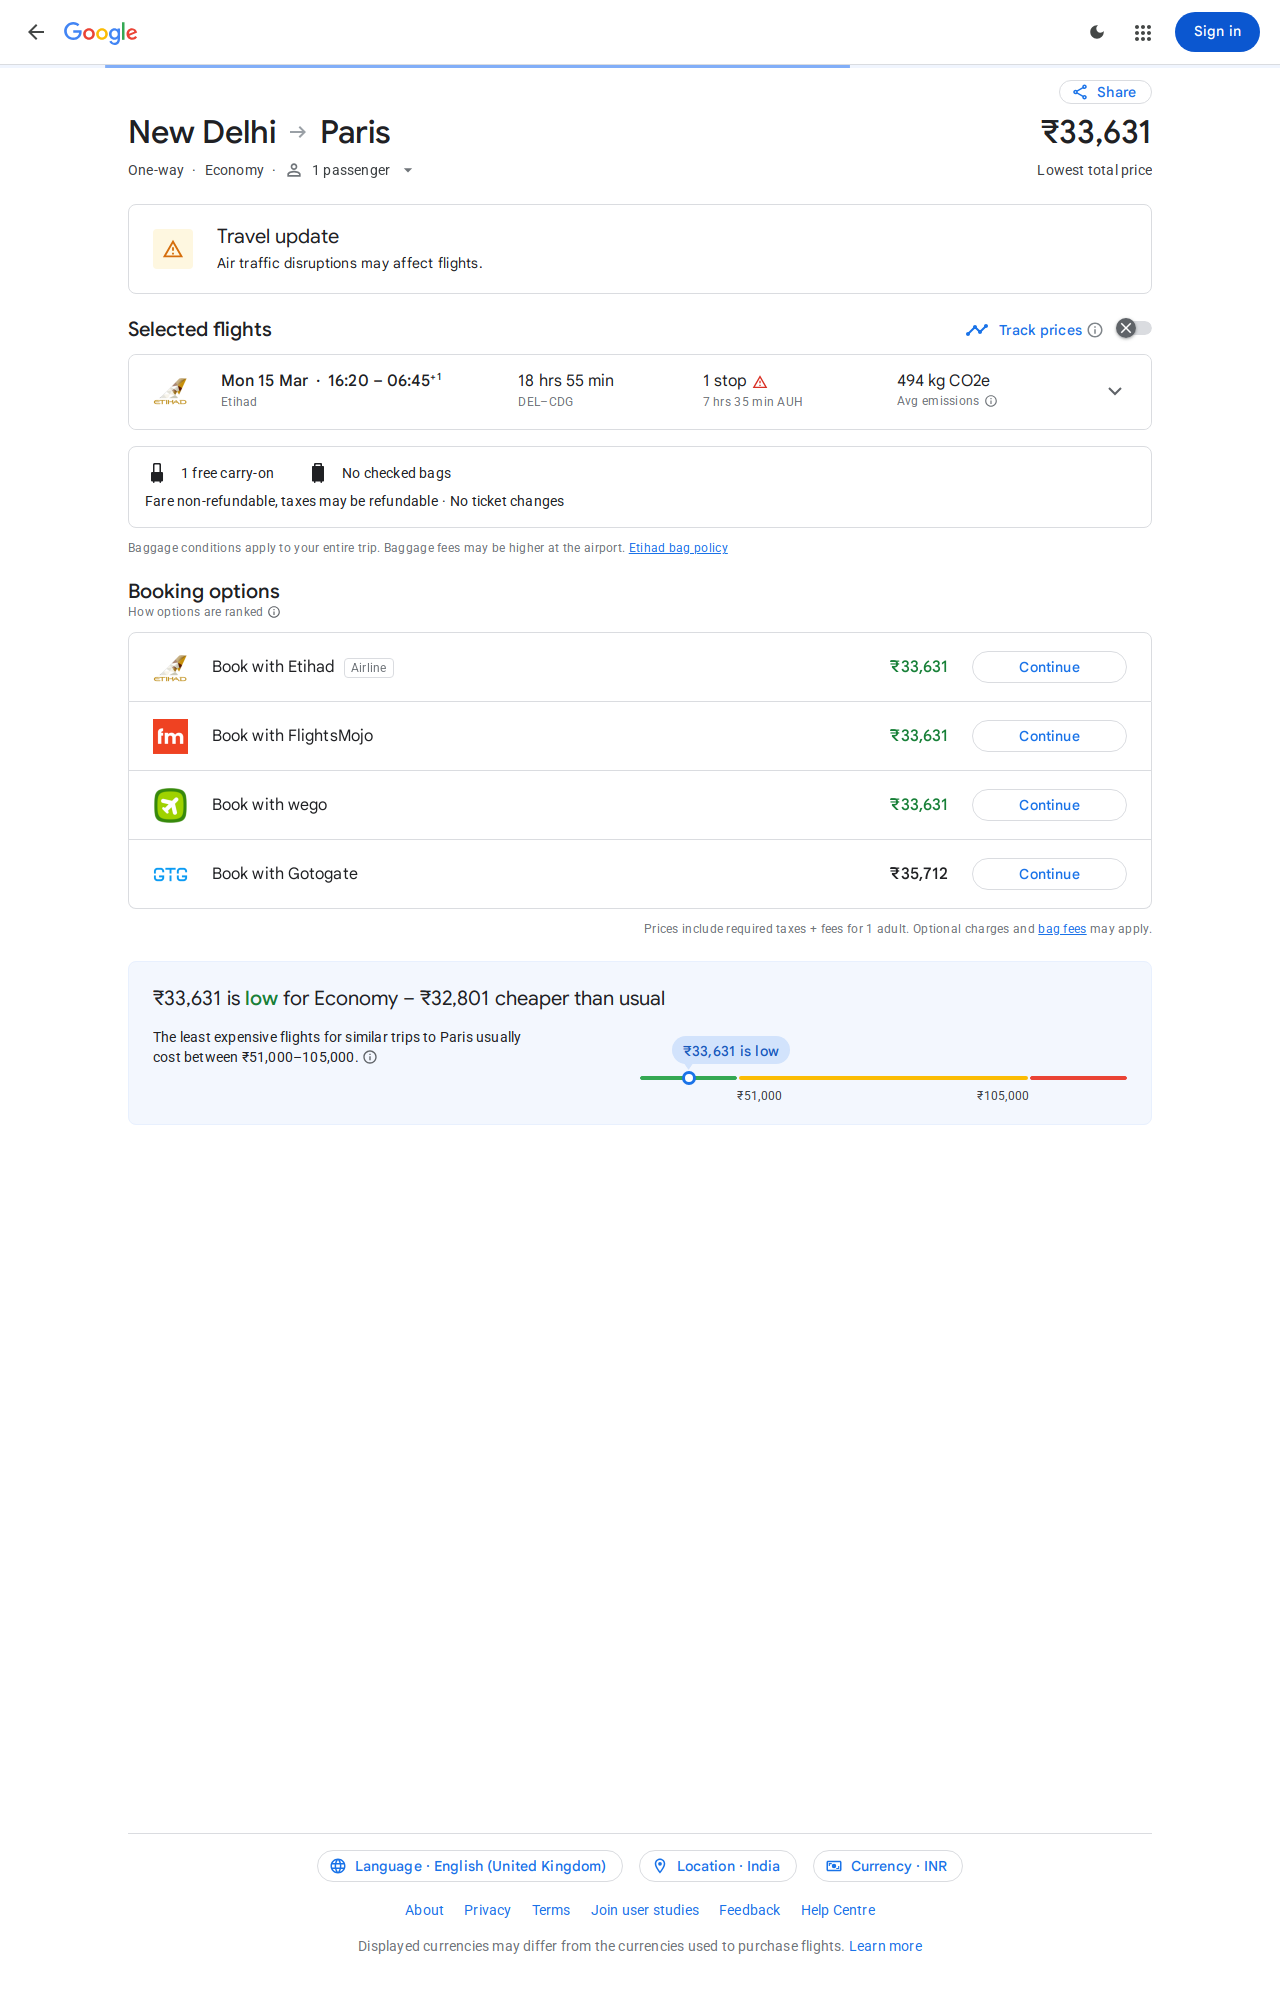 Google
Sign in
Share
New Delhi → Paris
₹33,631
One-way · Economy · 1 passenger
Lowest total price
Travel update
Air traffic disruptions may affect flights.
Selected flights
Track prices
ETIHAD
Mon 15 Mar · 16:20 – 06:45+1
18 hrs 55 min
1 stop
494 kg CO2e
Etihad
DEL–CDG
7 hrs 35 min AUH
Avg emissions
1 free carry-on
No checked bags
Fare non-refundable, taxes may be refundable · No ticket changes
Baggage conditions apply to your entire trip. Baggage fees may be higher at the airport. Etihad bag policy
Booking options
How options are ranked
ETIHAD
Book with Etihad Airline
₹33,631
Continue
fm
Book with FlightsMojo
₹33,631
Continue
Book with wego
₹33,631
Continue
GTG
Book with Gotogate
₹35,712
Continue
Prices include required taxes + fees for 1 adult. Optional charges and bag fees may apply.
₹33,631 is low for Economy – ₹32,801 cheaper than usual
The least expensive flights for similar trips to Paris usually
cost between ₹51,000–105,000.
₹33,631 is low
₹51,000
₹105,000
Language · English (United Kingdom)
Location · India
Currency · INR
About Privacy Terms Join user studies Feedback Help Centre
Displayed currencies may differ from the currencies used to purchase flights. Learn more